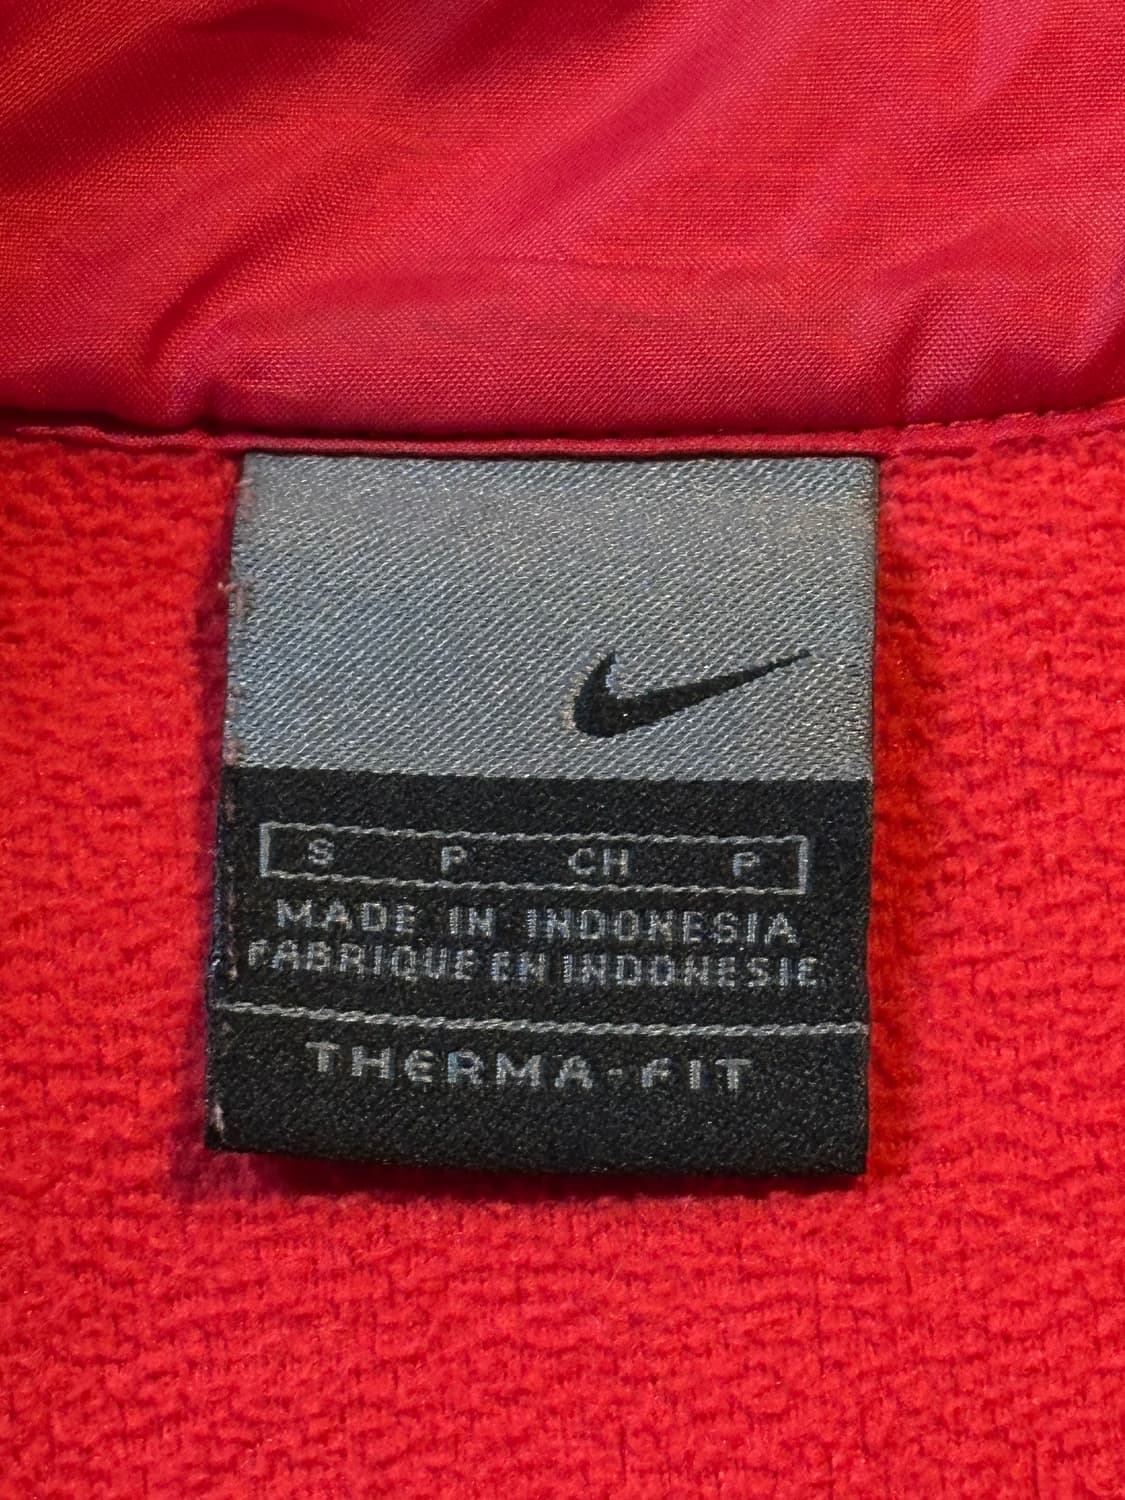 S P CH P
MADE IN INDONESIA
FABRIQUE EN INDONESIE
THERMA-FIT